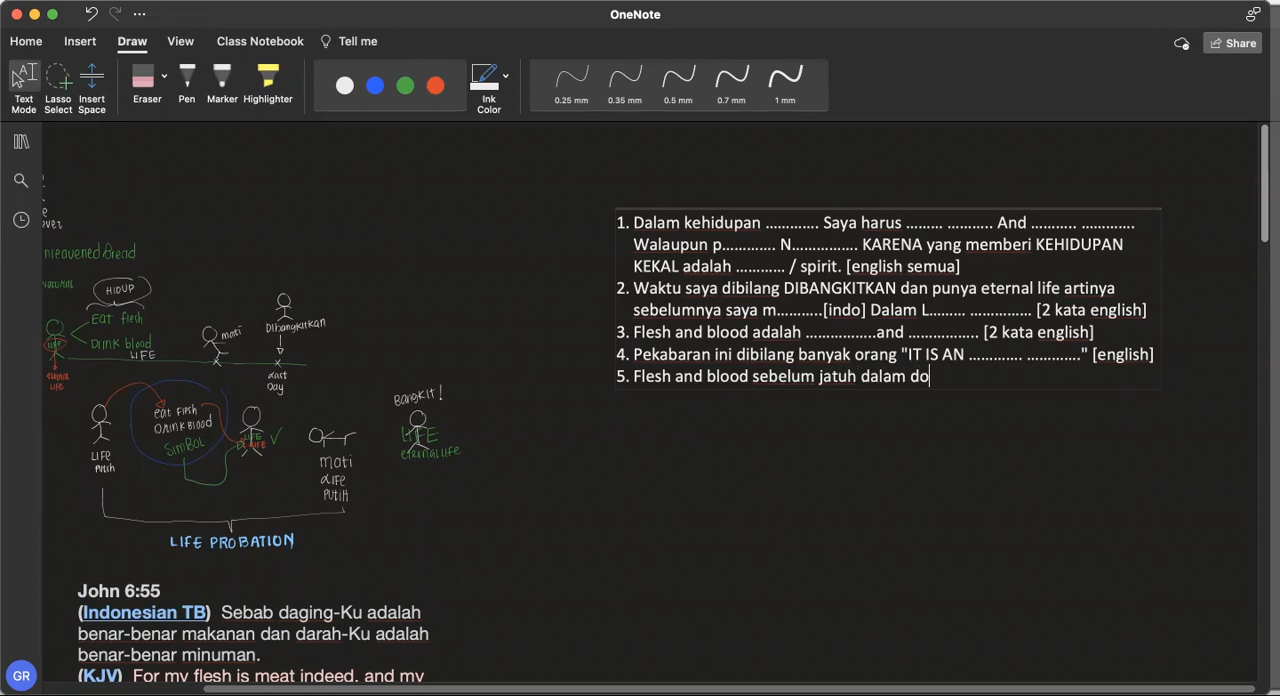 OneNote
Home Insert Draw View Class Notebook Tell me
Share
Text Mode
Lasso Select
Insert Space
Eraser
Pen
Marker
Highlighter
Ink Color
0.25 mm 0.35 mm 0.5 mm 0.7 mm 1 mm
ever
nleavened Bread
Natural
HIDUP
EAT flesh
Drink blood
LIFE
LIFE
eternal
LIFE
mati
Dibangkitkan
Last
Day
eat flesh
Drink Blood
SIMBOL
LIFE
PUTIH
LIFE
mati
LIFE
PUTIH
Bangkit!
LIFE
eternal life
LIFE PROBATION
1. Dalam kehidupan ............ Saya harus ......... ........... And ........... .............
Walaupun p............. N................ KARENA yang memberi KEHIDUPAN
KEKAL adalah ............ / spirit. [english semua]
2. Waktu saya dibilang DIBANGKITKAN dan punya eternal life artinya
sebelumnya saya m...........[indo] Dalam L.......... ................ [2 kata english]
3. Flesh and blood adalah .................and ................. [2 kata english]
4. Pekabaran ini dibilang banyak orang "IT IS AN ............. ............." [english]
5. Flesh and blood sebelum jatuh dalam do
John 6:55
(Indonesian TB) Sebab daging-Ku adalah
benar-benar makanan dan darah-Ku adalah
benar-benar minuman.
(KJV) For my flesh is meat indeed, and my
GR